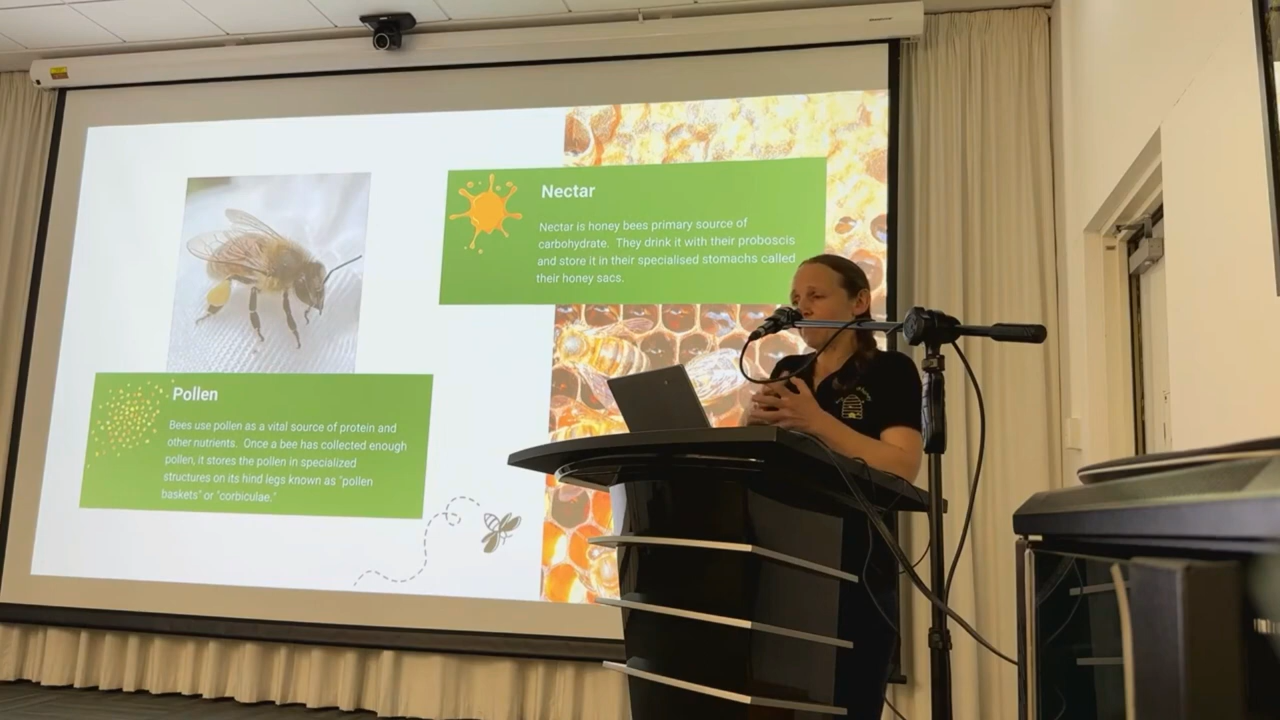 Nectar
Nectar is honey bees primary source of
carbohydrate. They drink it with their proboscis
and store it in their specialised stomachs called
their honey sacs.
Pollen
Bees use pollen as a vital source of protein and
other nutrients. Once a bee has collected enough
pollen, it stores the pollen in specialized
structures on its hind legs known as "pollen
baskets" or "corbiculae."